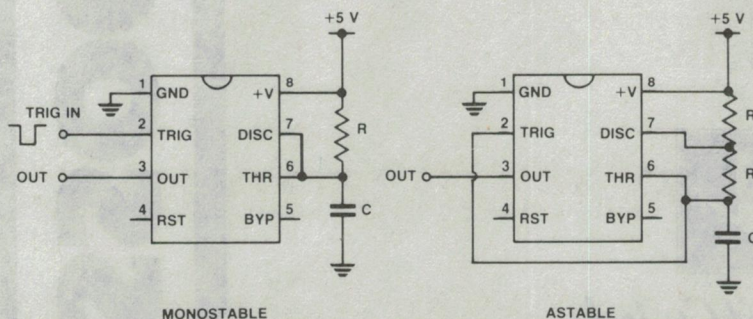 +5 V
1
GND
+V
8
TRIG IN
2
TRIG
DISC
7
R
OUT
3
OUT
THR
6
4
RST
BYP
5
C
MONOSTABLE
+5 V
1
GND
+V
8
R
2
TRIG
DISC
7
OUT
3
OUT
THR
6
R
4
RST
BYP
5
C
ASTABLE